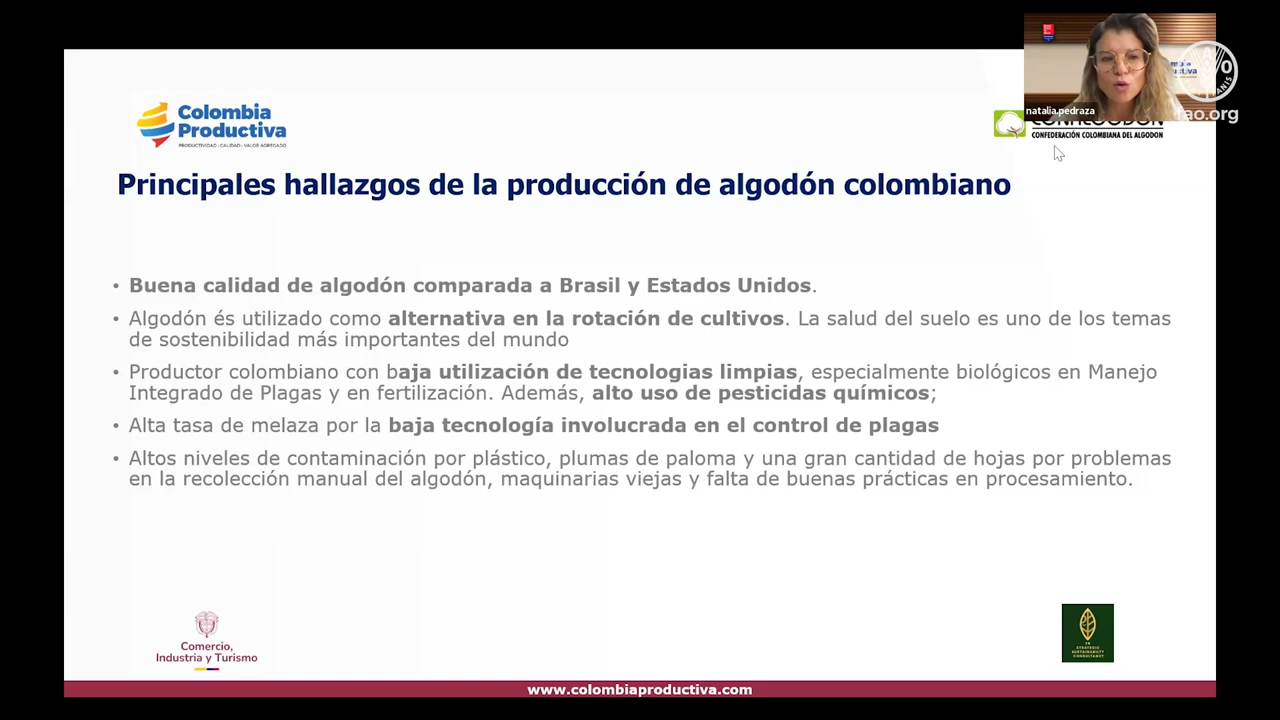 Colombia
Productiva
PRODUCTIVIDAD - CALIDAD - VALOR AGREGADO
natalia.pedraza
fao.org
CONFEDERACIÓN COLOMBIANA DEL ALGODON
Principales hallazgos de la producción de algodón colombiano
• Buena calidad de algodón comparada a Brasil y Estados Unidos.
• Algodón és utilizado como alternativa en la rotación de cultivos. La salud del suelo es uno de los temas
de sostenibilidad más importantes del mundo
• Productor colombiano con baja utilización de tecnologias limpias, especialmente biológicos en Manejo
Integrado de Plagas y en fertilización. Además, alto uso de pesticidas químicos;
• Alta tasa de melaza por la baja tecnología involucrada en el control de plagas
• Altos niveles de contaminación por plástico, plumas de paloma y una gran cantidad de hojas por problemas
en la recolección manual del algodón, maquinarias viejas y falta de buenas prácticas en procesamiento.
Comercio,
Industria y Turismo
STRATEGIC
SUSTAINABILITY
CONSULTANCY
www.colombiaproductiva.com